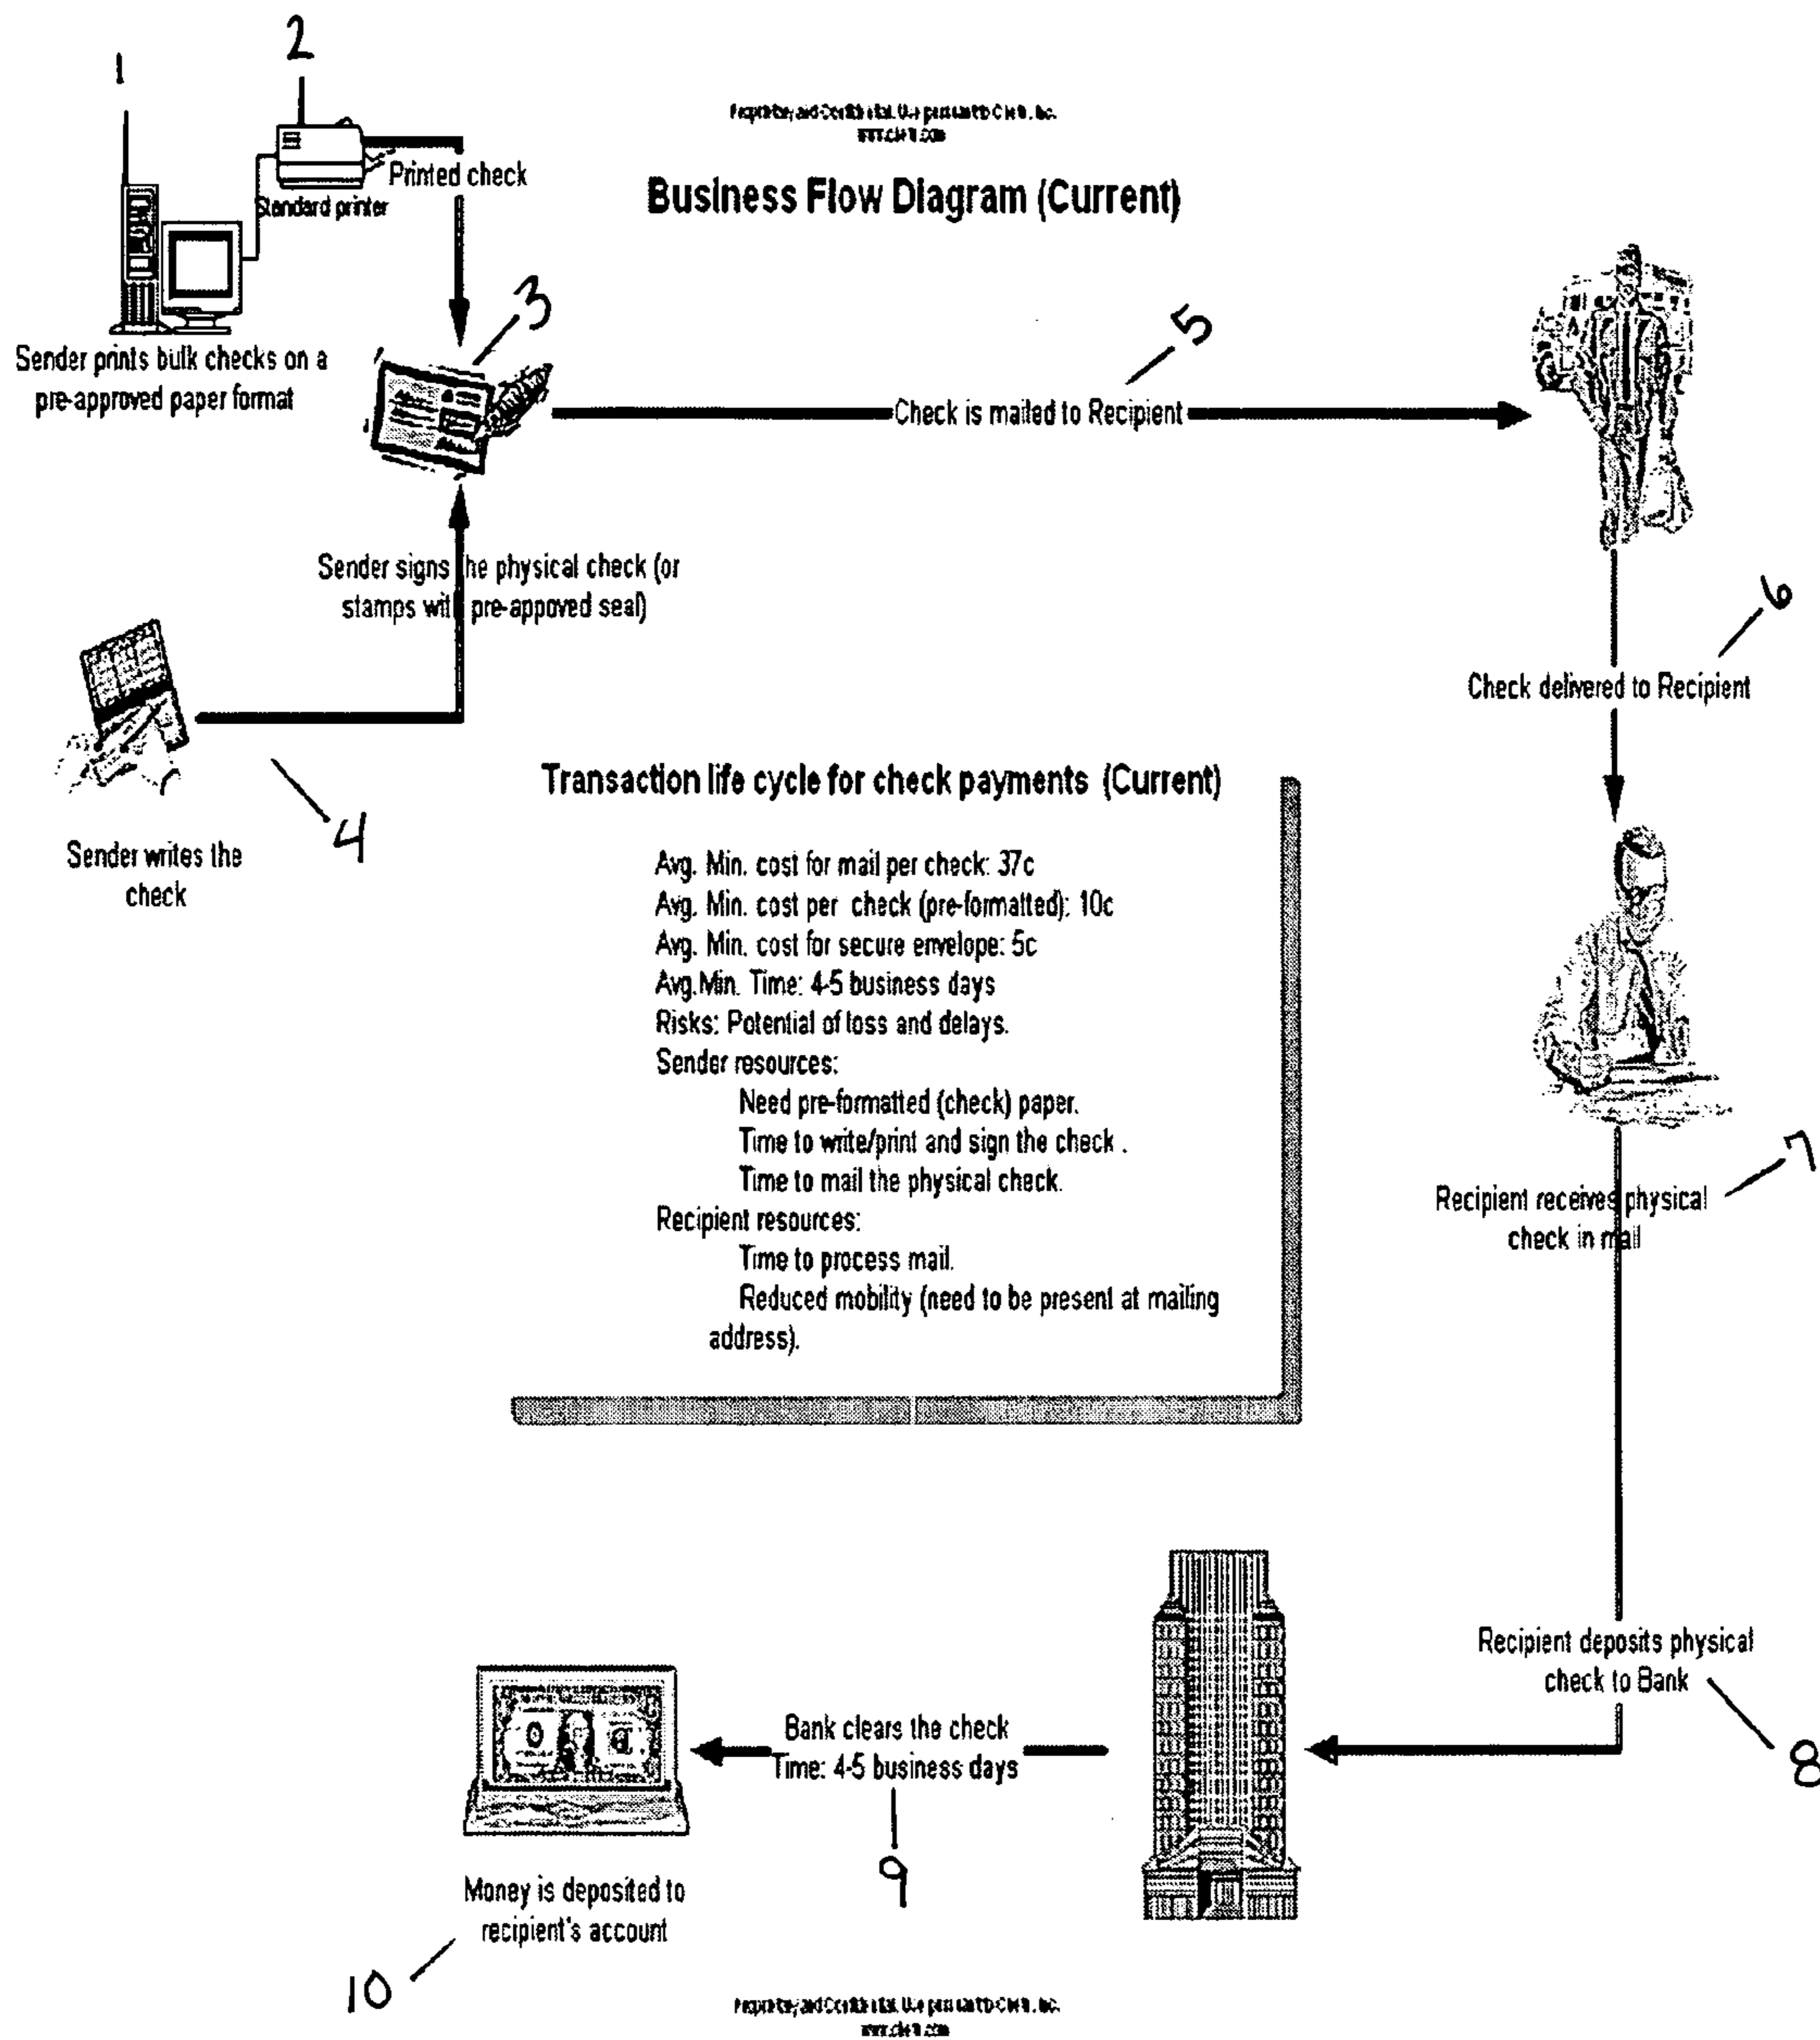 1
2
Printed check
Standard printer
Business Flow Diagram (Current)
Sender prints bulk checks on a
pre-approved paper format
3
5
Check is mailed to Recipient
Sender signs the physical check (or
stamps with pre-appoved seal)
6
Check delivered to Recipient
4
Sender writes the
check
Transaction life cycle for check payments (Current)
Avg. Min. cost for mail per check: 37c
Avg. Min. cost per check (pre-formatted): 10c
Avg. Min. cost for secure envelope: 5c
Avg.Min. Time: 4-5 business days
Risks: Potential of loss and delays.
Sender resources:
Need pre-formatted (check) paper.
Time to write/print and sign the check .
Time to mail the physical check.
Recipient resources:
Time to process mail.
Reduced mobility (need to be present at mailing
address).
7
Recipient receives physical
check in mail
Recipient deposits physical
check to Bank
8
Bank clears the check
Time: 4-5 business days
9
Money is deposited to
recipient's account
10